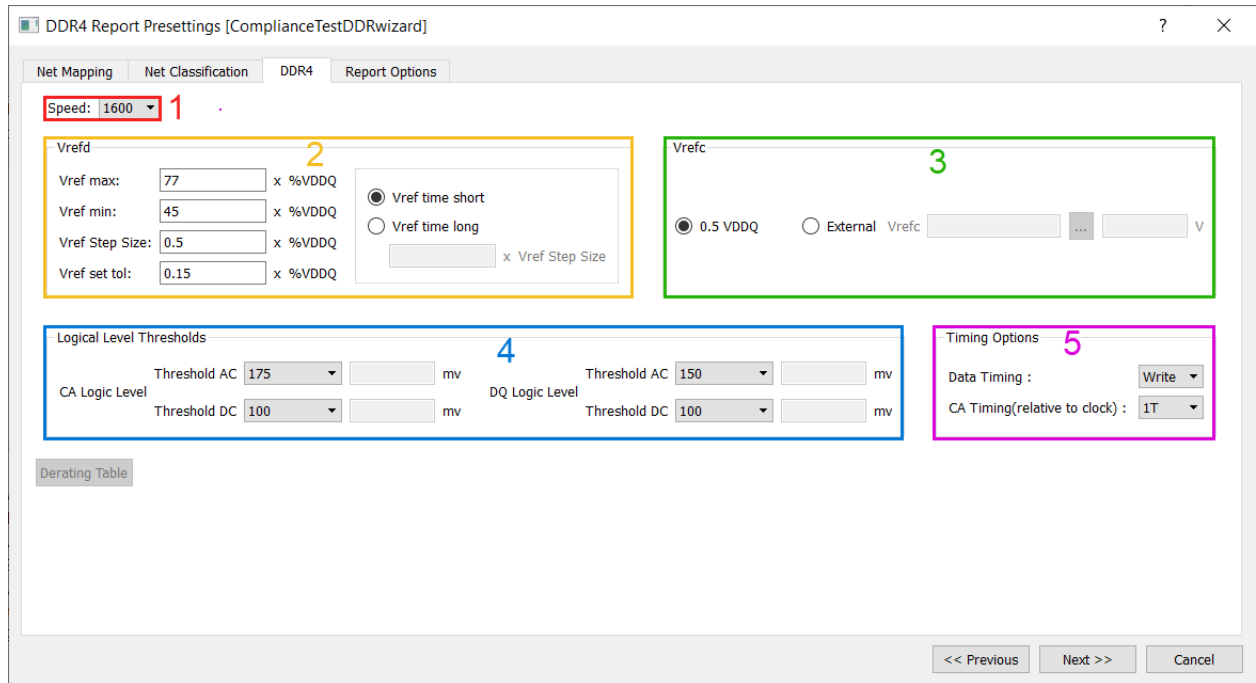 DDR4 Report Presettings [ComplianceTestDDRwizard] ?
Net Mapping Net Classification DDR4 Report Options
Speed: 1600 1
Vrefd 2
Vref max: 77 x %VDDQ
Vref min: 45 x %VDDQ
Vref Step Size: 0.5 x %VDDQ
Vref set tol: 0.15 x %VDDQ
Vref time short
Vref time long
x Vref Step Size
Vrefc 3
0.5 VDDQ External Vrefc ... V
Logical Level Thresholds 4
CA Logic Level
Threshold AC 175 mv
Threshold DC 100 mv
DQ Logic Level
Threshold AC 150 mv
Threshold DC 100 mv
Timing Options 5
Data Timing : Write
CA Timing(relative to clock) : 1T
Derating Table
<< Previous Next >> Cancel